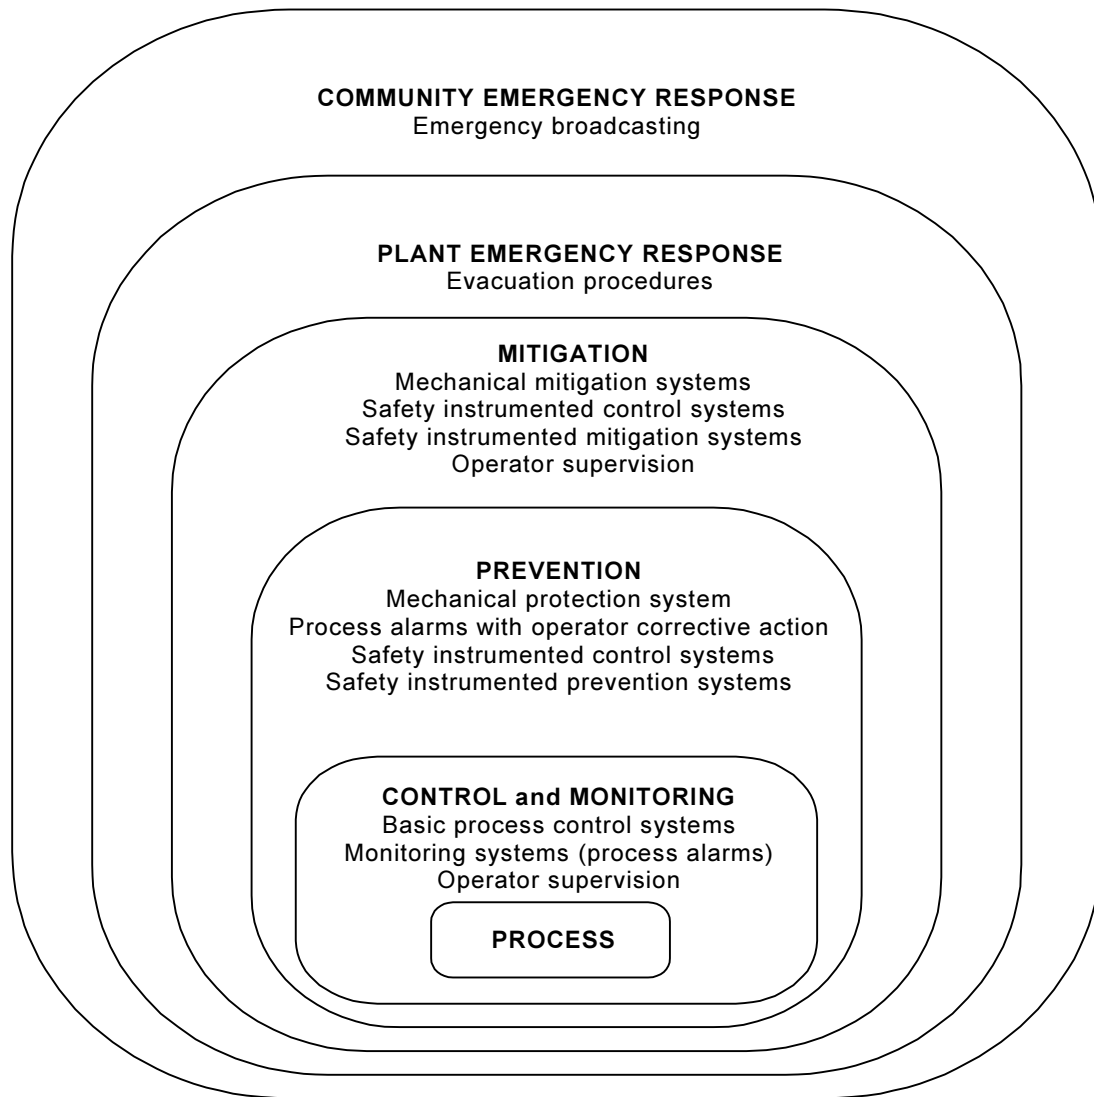 COMMUNITY EMERGENCY RESPONSE
Emergency broadcasting
PLANT EMERGENCY RESPONSE
Evacuation procedures
MITIGATION
Mechanical mitigation systems
Safety instrumented control systems
Safety instrumented mitigation systems
Operator supervision
PREVENTION
Mechanical protection system
Process alarms with operator corrective action
Safety instrumented control systems
Safety instrumented prevention systems
CONTROL and MONITORING
Basic process control systems
Monitoring systems (process alarms)
Operator supervision
PROCESS